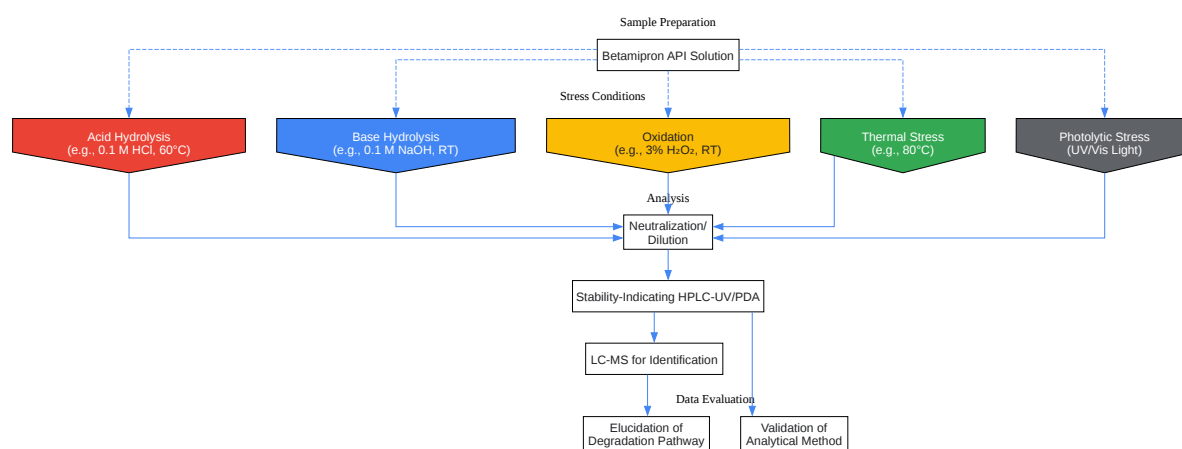 Sample Preparation
Betamipron API Solution
Stress Conditions
Acid Hydrolysis
(e.g., 0.1 M HCl, 60°C)
Base Hydrolysis
(e.g., 0.1 M NaOH, RT)
Oxidation
(e.g., 3% H₂O₂, RT)
Thermal Stress
(e.g., 80°C)
Photolytic Stress
(UV/Vis Light)
Analysis
Neutralization/
Dilution
Stability-Indicating HPLC-UV/PDA
LC-MS for Identification
Data Evaluation
Elucidation of
Degradation Pathway
Validation of
Analytical Method